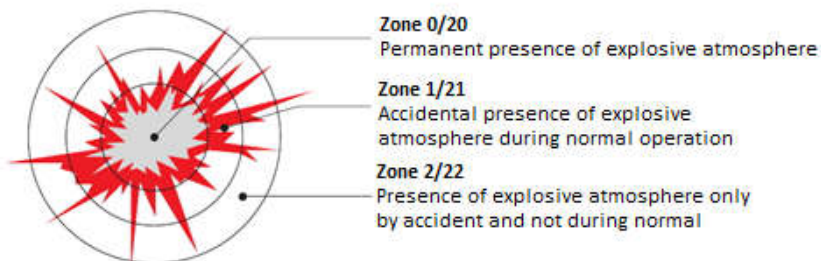 Zone 0/20
Permanent presence of explosive atmosphere
Zone 1/21
Accidental presence of explosive
atmosphere during normal operation
Zone 2/22
Presence of explosive atmosphere only
by accident and not during normal